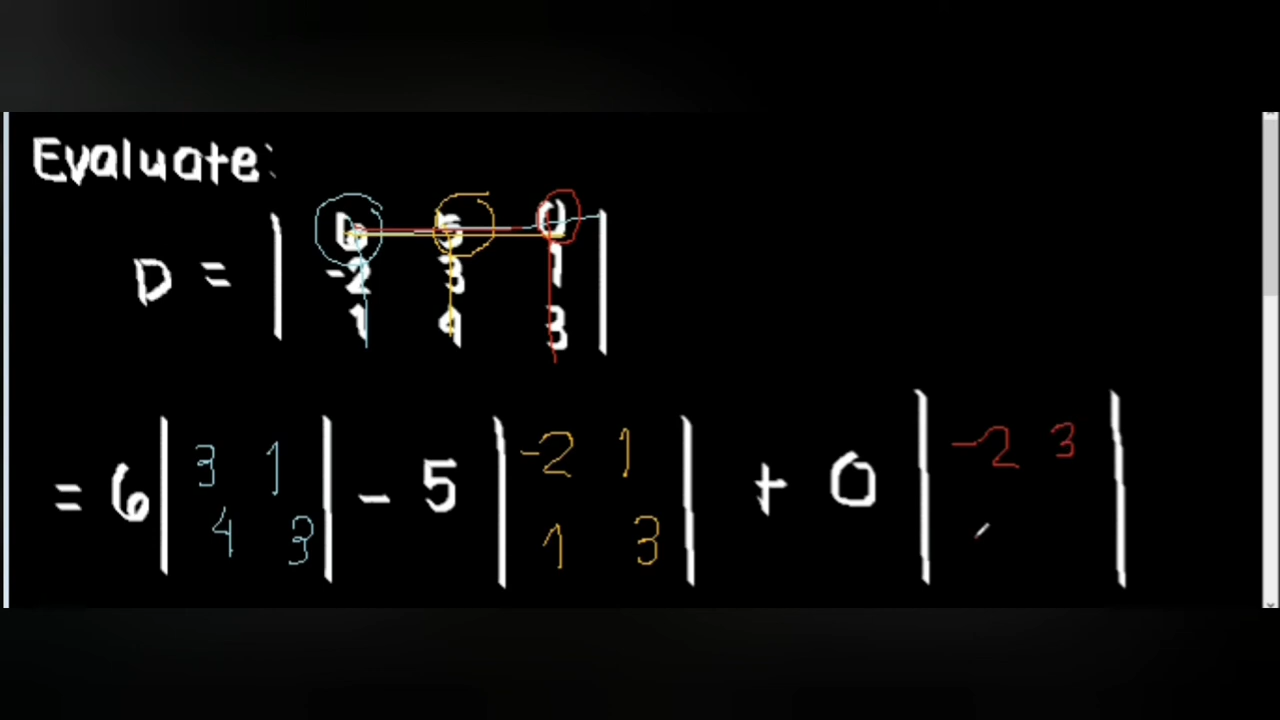 Evaluate:
6 5 0
D = | -2 3 1 |
1 4 3
= 6 | 3 1 | - 5 | -2 1 | + 0 | -2 3 |
4 3 1 3